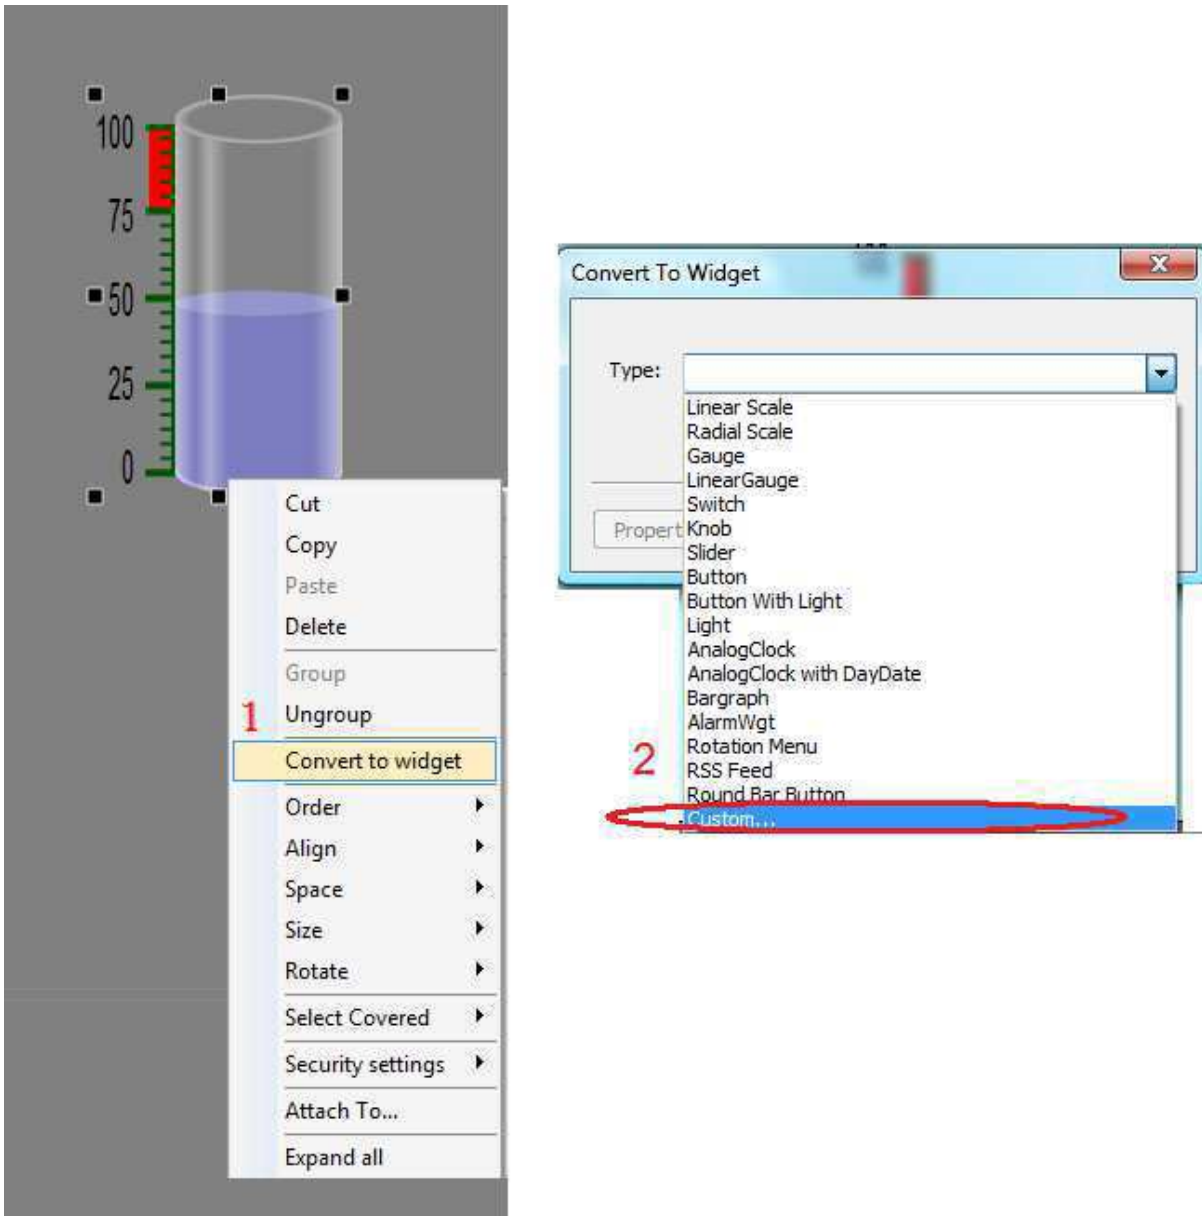 100
75
50
25
0
Cut
Copy
Paste
Delete
Group
1
Ungroup
Convert to widget
Order
Align
Space
Size
Rotate
Select Covered
Security settings
Attach To...
Expand all
Convert To Widget
Type:
Linear Scale
Radial Scale
Gauge
LinearGauge
Switch
Knob
Slider
Button
Button With Light
Light
AnalogClock
AnalogClock with DayDate
Bargraph
AlarmWgt
Rotation Menu
RSS Feed
Round Bar Button
Custom...
Propert
2